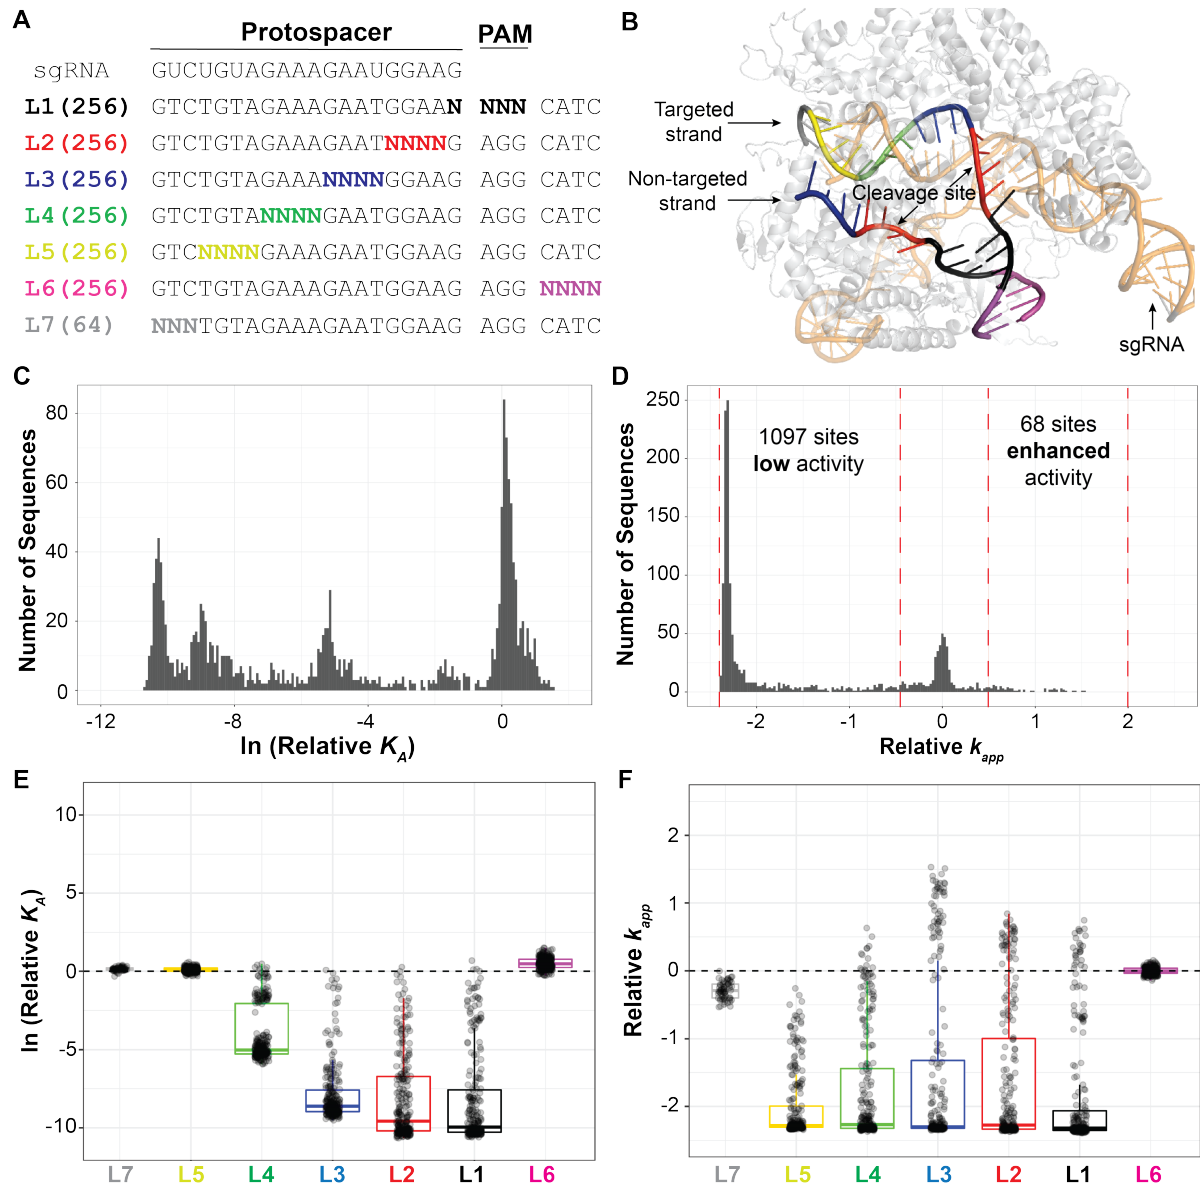 A
Protospacer PAM
sgRNA GUCUGUAGAAAGAAUGGAAG
L1(256) GTCTGTAGAAAGAATGGAAN NNN CATC
L2(256) GTCTGTAGAAAGAATNNNNG AGG CATC
L3(256) GTCTGTAGAAANNNNGGAAG AGG CATC
L4(256) GTCTGTANNNNGAATGGAAG AGG CATC
L5(256) GTCNNNNGAAAGAATGGAAG AGG CATC
L6(256) GTCTGTAGAAAGAATGGAAG AGG NNNN
L7(64) NNNTGTAGAAAGAATGGAAG AGG CATC
B
Targeted
strand
Non-targeted
strand
Cleavage site
sgRNA
C
Number of Sequences
80
60
40
20
0
-12 -8 -4 0
ln (Relative KA)
D
Number of Sequences
250
200
150
100
50
0
1097 sites
low activity
68 sites
enhanced
activity
-2 -1 0 1 2
Relative kapp
E
ln (Relative KA)
10
5
0
-5
-10
L7 L5 L4 L3 L2 L1 L6
F
Relative kapp
2
1
0
-1
-2
L7 L5 L4 L3 L2 L1 L6